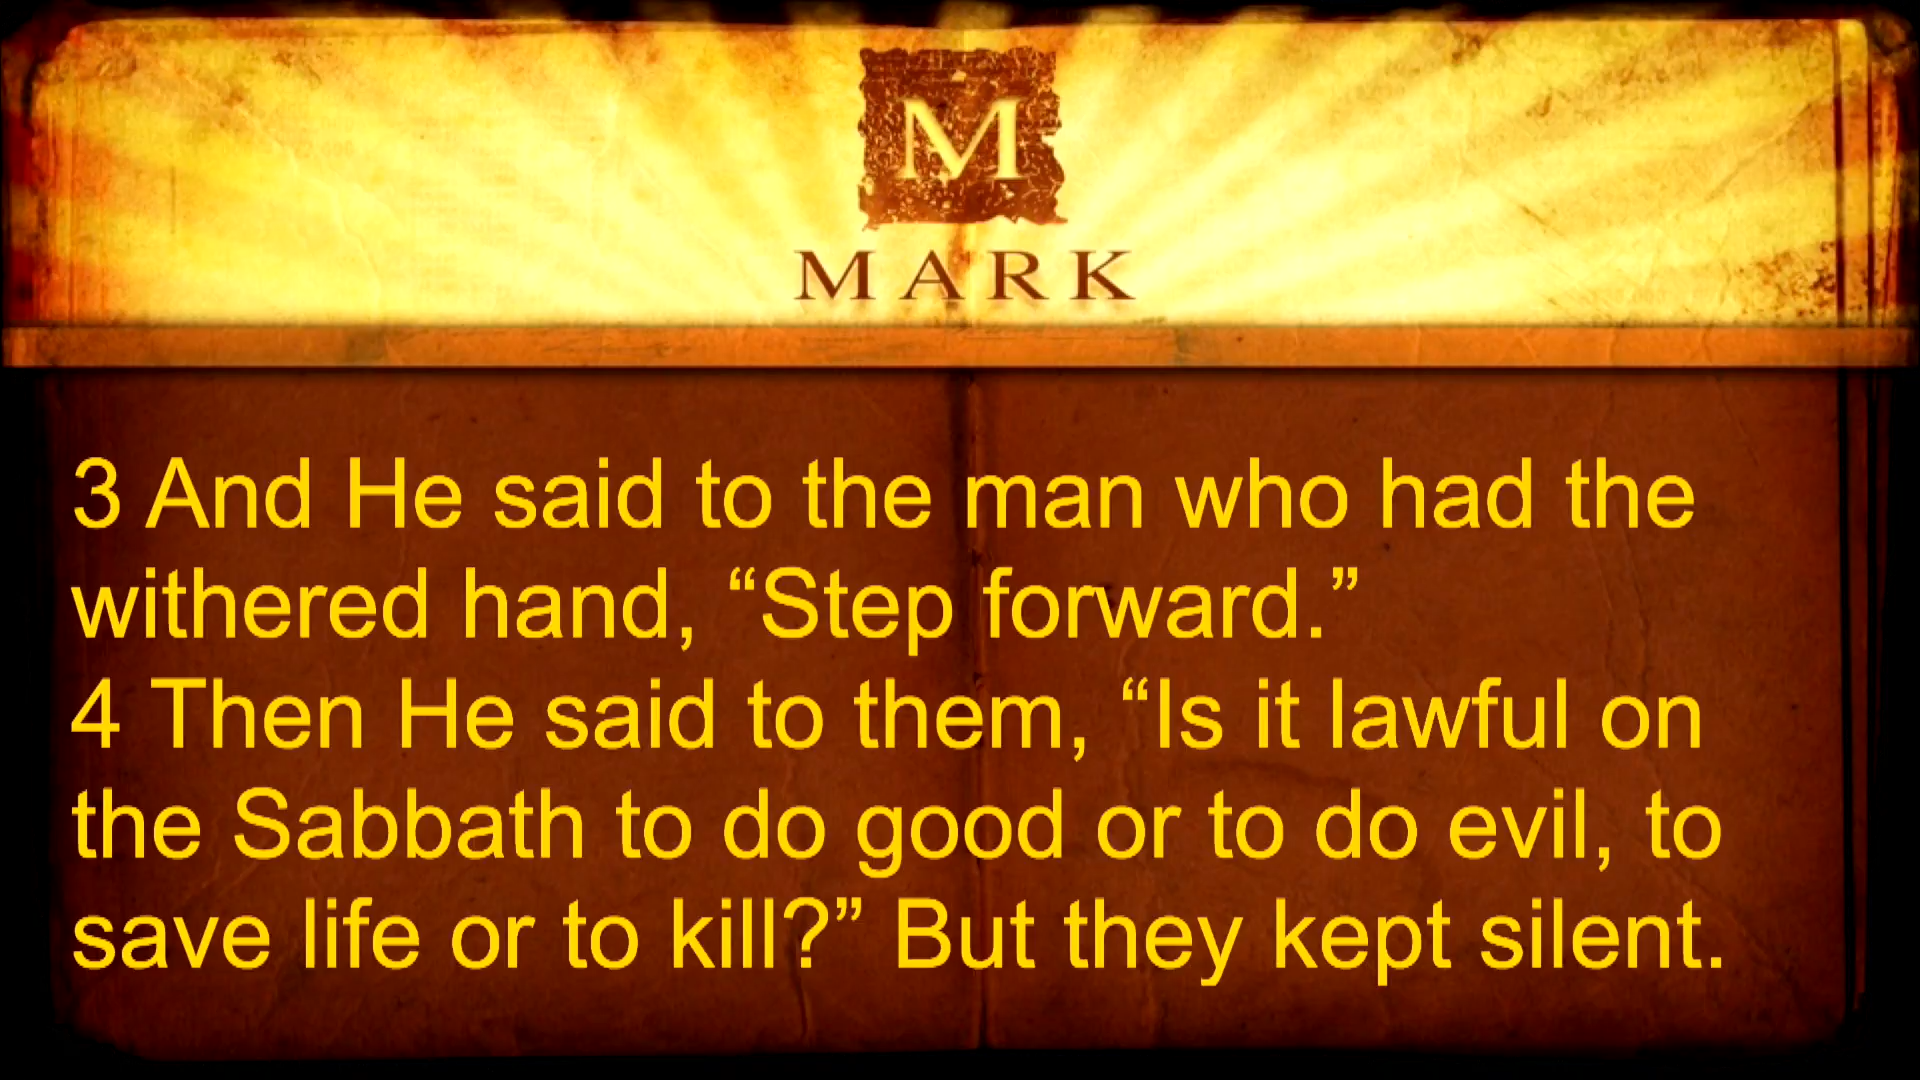 M
MARK
3 And He said to the man who had the
withered hand, “Step forward.”
4 Then He said to them, “Is it lawful on
the Sabbath to do good or to do evil, to
save life or to kill?” But they kept silent.